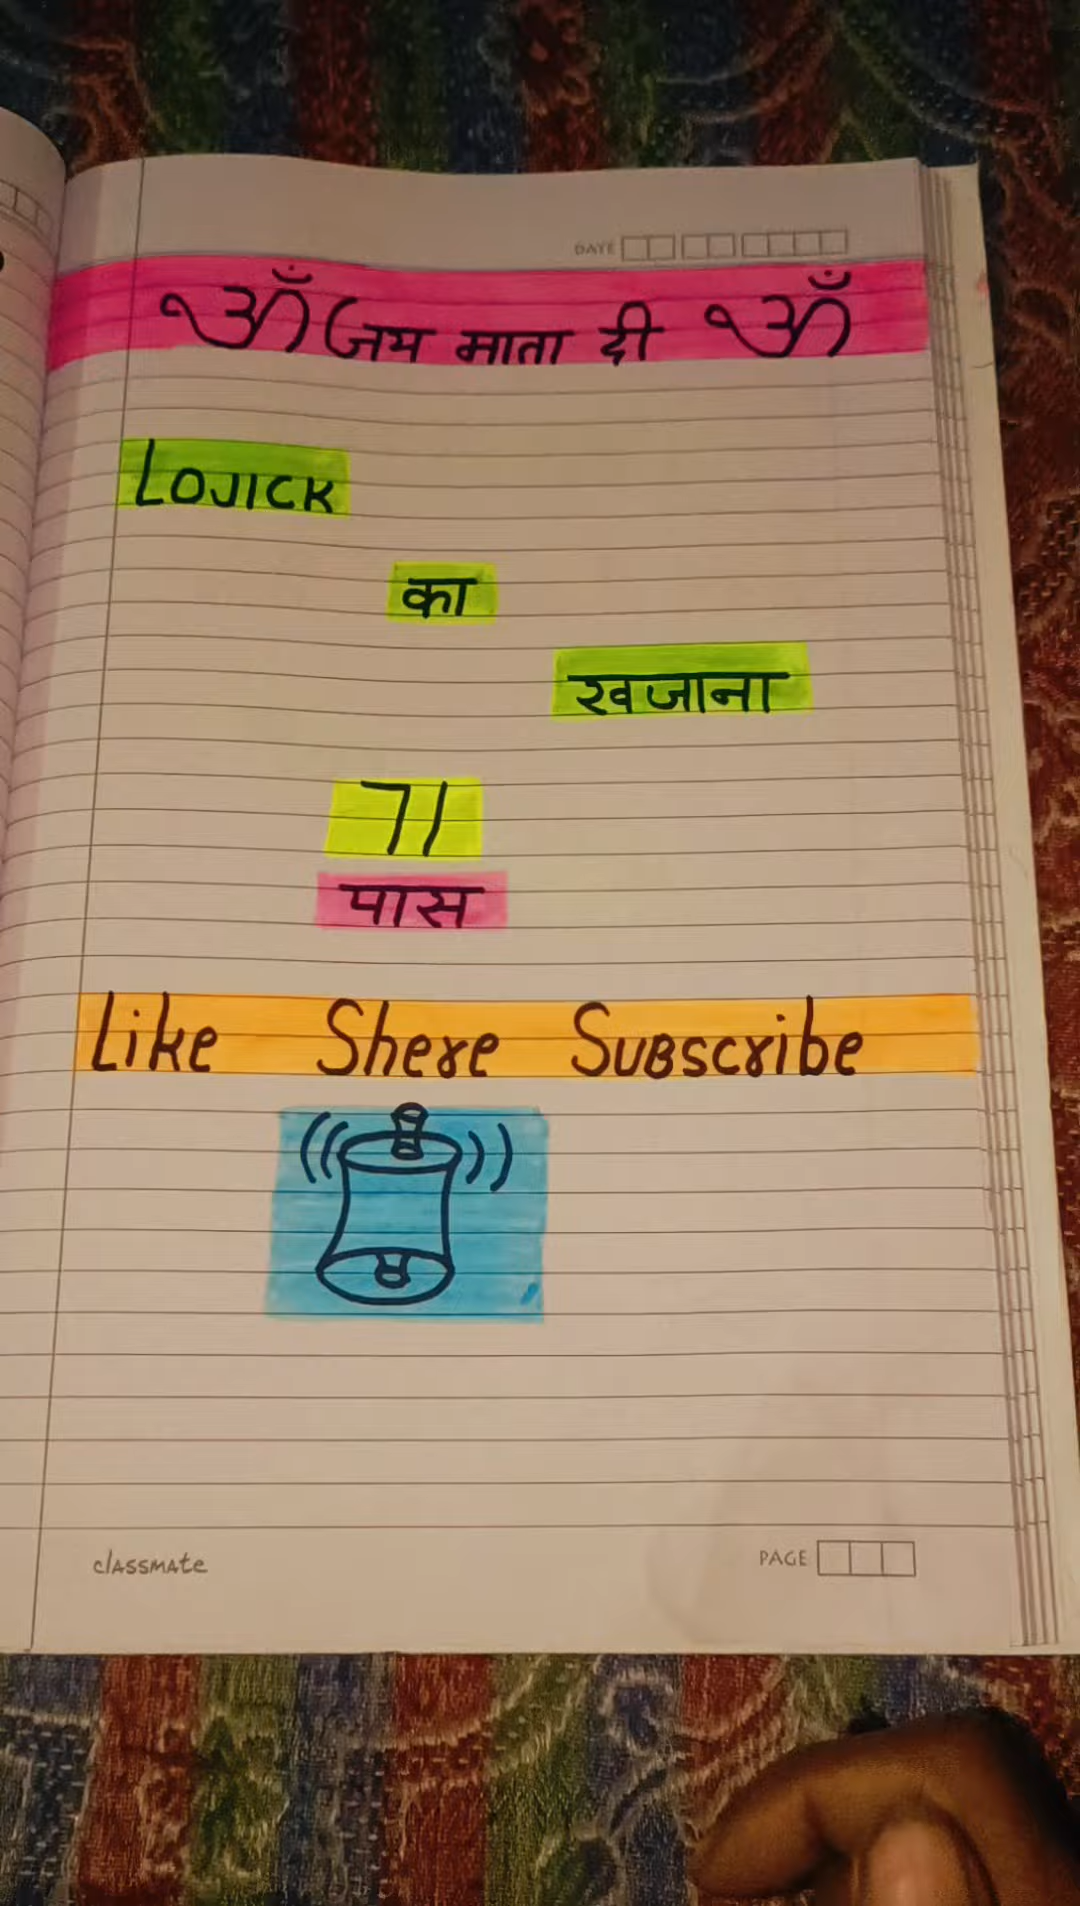 DATE
ॐ जय माता दी ॐ
LOJICK
का
खजाना
71
पास
Like Shere Subscribe
classmate
PAGE